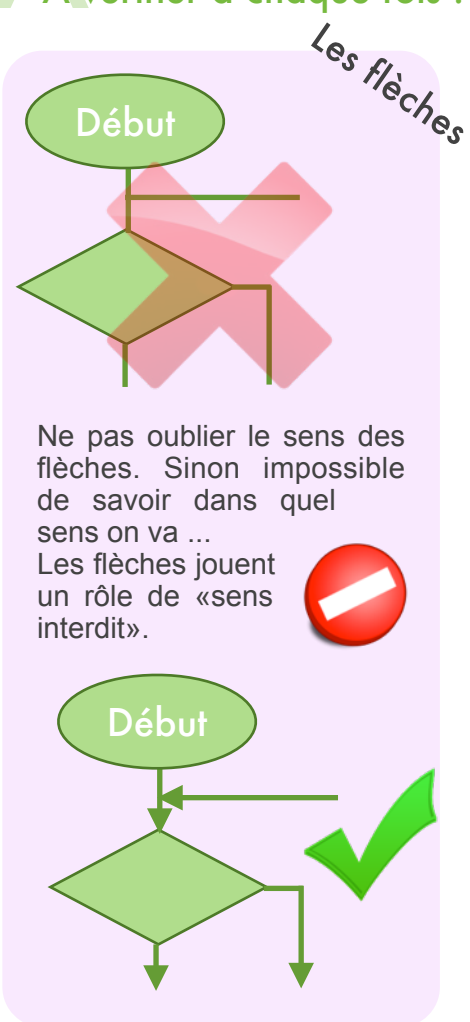 à chaque fois :
Les flèches
Début
Ne pas oublier le sens des
flèches. Sinon impossible
de savoir dans quel
sens on va ...
Les flèches jouent
un rôle de «sens
interdit».
Début